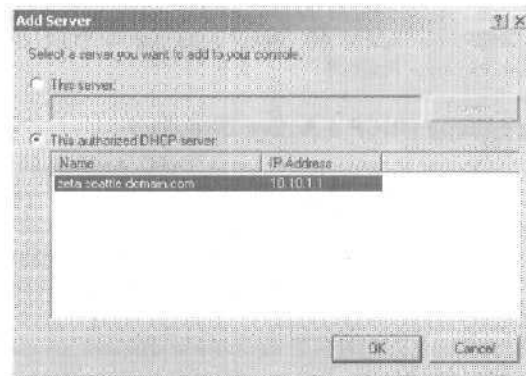 Add Server
Select a server you want to add to your console.
This server:
This authorized DHCP server:
Name IP Address
zeta.seattle.domain.com 10.10.1.1
OK Cancel